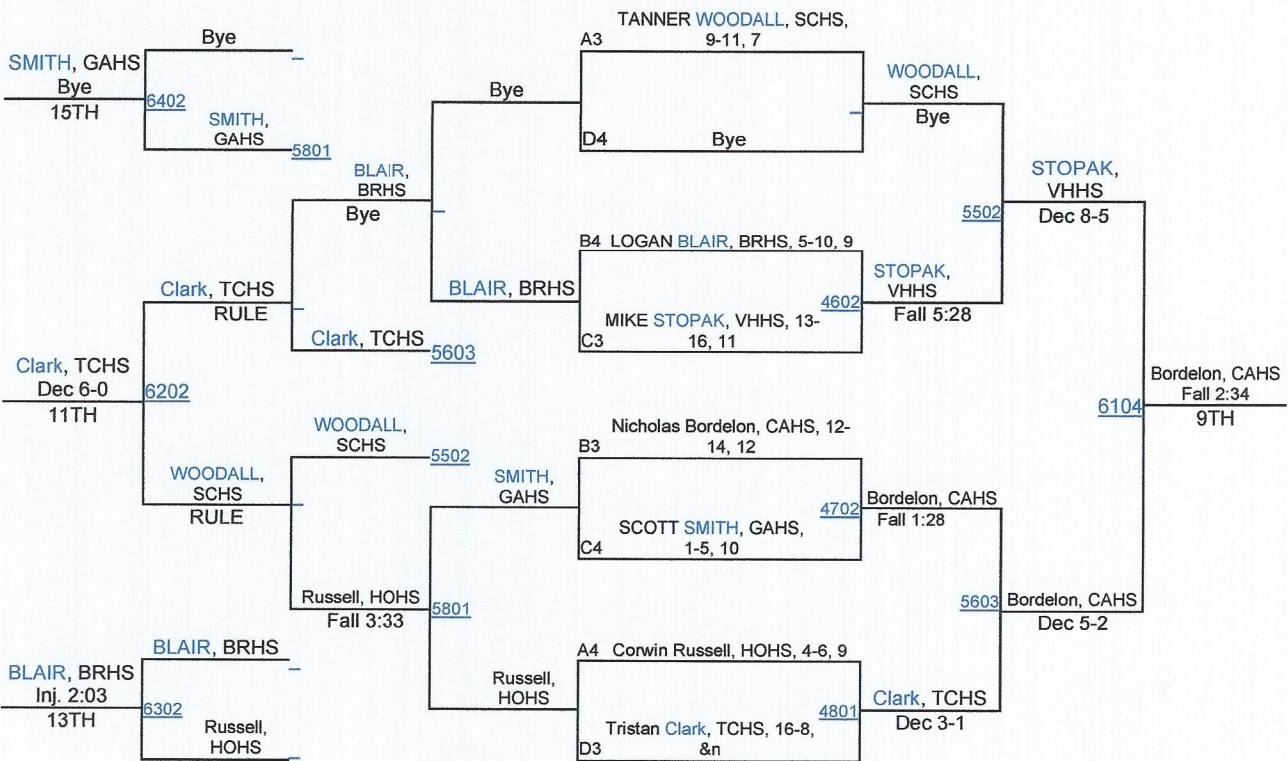 Bye
SMITH, GAHS
Bye
15TH
6402
SMITH,
GAHS
5801
Clark, TCHS
Dec 6-0
11TH
6202
Clark, TCHS
RULE
WOODALL,
SCHS
RULE
BLAIR, BRHS
Inj. 2:03
13TH
6302
BLAIR, BRHS
Russell,
HOHS
BLAIR,
BRHS
Bye
Clark, TCHS
5603
WOODALL,
SCHS
5502
Russell, HOHS
Fall 3:33
5801
Bye
BLAIR, BRHS
SMITH,
GAHS
Russell,
HOHS
TANNER WOODALL, SCHS,
9-11, 7
A3
D4
Bye
B4 LOGAN BLAIR, BRHS, 5-10, 9
4602
MIKE STOPAK, VHHS, 13-
16, 11
C3
Nicholas Bordelon, CAHS, 12-
14, 12
B3
4702
SCOTT SMITH, GAHS,
1-5, 10
C4
A4 Corwin Russell, HOHS, 4-6, 9
4801
Tristan Clark, TCHS, 16-8,
&n
D3
WOODALL,
SCHS
Bye
5502
STOPAK,
VHHS
Fall 5:28
Bordelon, CAHS
Fall 1:28
5603
Clark, TCHS
Dec 3-1
STOPAK,
VHHS
Dec 8-5
6104
Bordelon, CAHS
Dec 5-2
Bordelon, CAHS
Fall 2:34
9TH